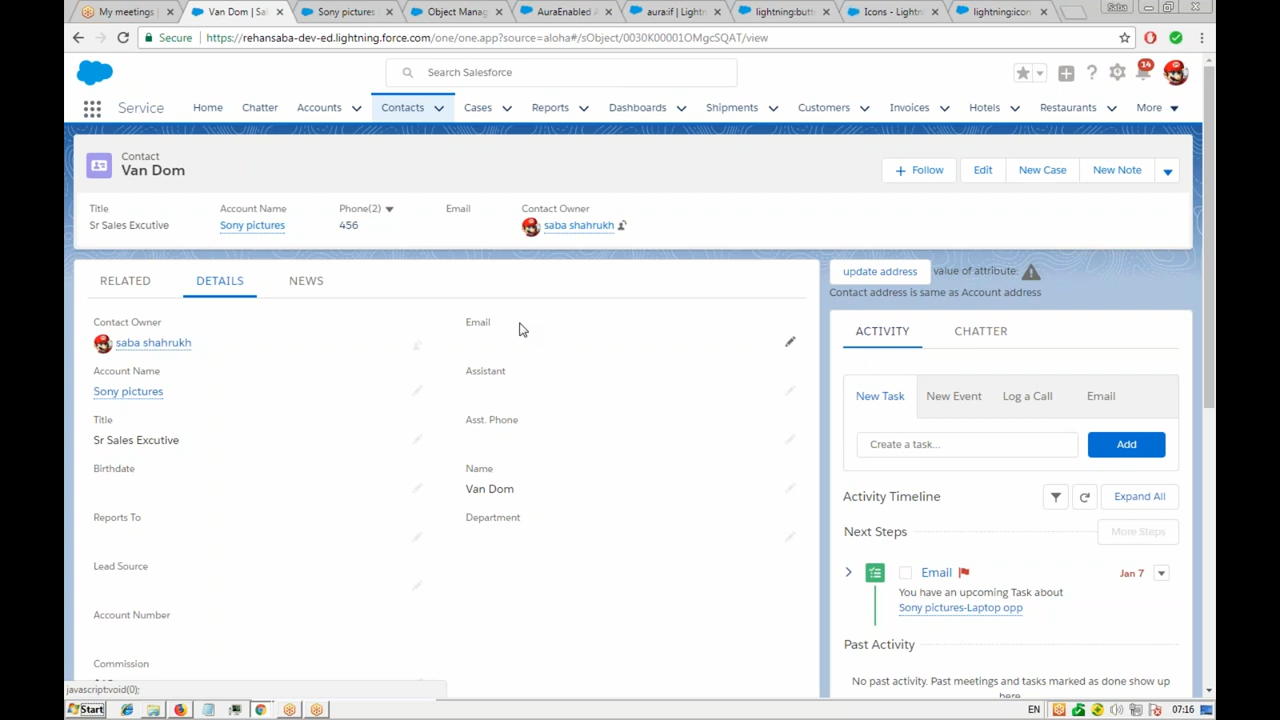 My meetings
Van Dom | Sal
Sony pictures
Object Manag
AuraEnabled A
aura:if | Lightn
lightning:butt
Icons - Lightn
lightning:icon
Saba
Secure
https://rehansaba-dev-ed.lightning.force.com/one/one.app?source=aloha#/sObject/0030K00001OMgcSQAT/view
Search Salesforce
14
Service
Home
Chatter
Accounts
Contacts
Cases
Reports
Dashboards
Shipments
Customers
Invoices
Hotels
Restaurants
More
Contact
Van Dom
+ Follow
Edit
New Case
New Note
Title
Account Name
Phone(2)
Email
Contact Owner
Sr Sales Excutive
Sony pictures
456
saba shahrukh
RELATED
DETAILS
NEWS
update address
value of attribute:
Contact address is same as Account address
Contact Owner
saba shahrukh
Email
Account Name
Sony pictures
Assistant
Title
Sr Sales Excutive
Asst. Phone
Birthdate
Name
Van Dom
Reports To
Department
Lead Source
Account Number
Commission
ACTIVITY
CHATTER
New Task
New Event
Log a Call
Email
Create a task...
Add
Activity Timeline
Expand All
Next Steps
More Steps
Email
Jan 7
You have an upcoming Task about
Sony pictures-Laptop opp
Past Activity
No past activity. Past meetings and tasks marked as done show up
here.
javascript:void(0);
Start
EN
07:16